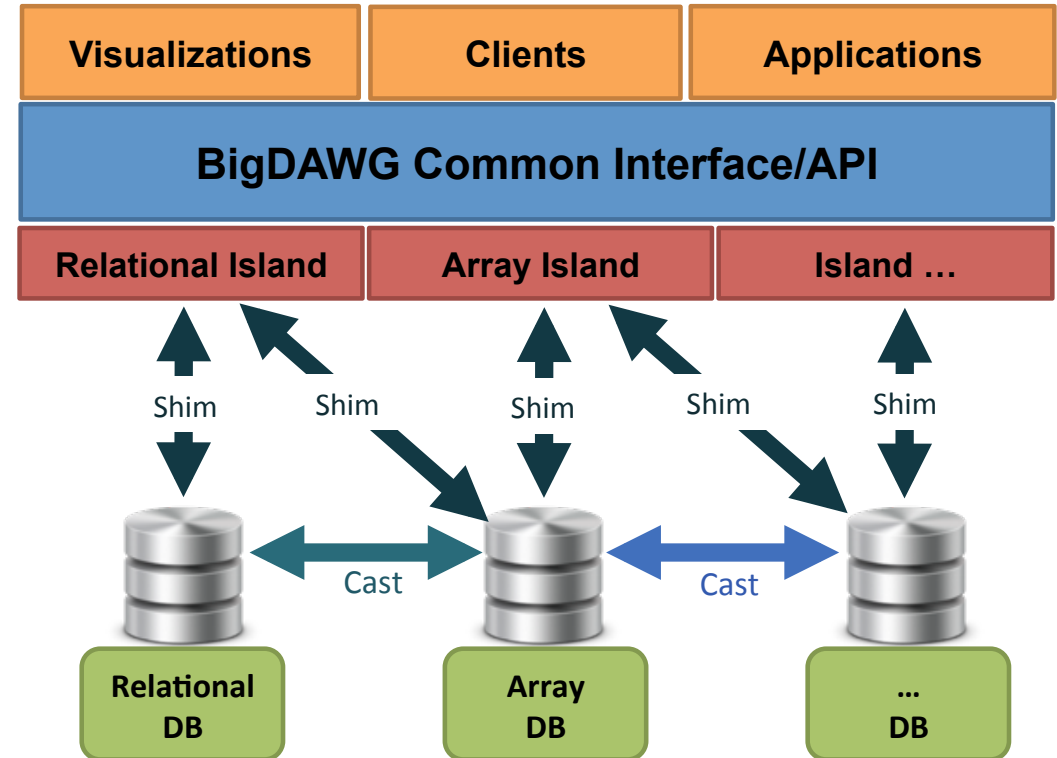 Visualizations
Clients
Applications
BigDAWG Common Interface/API
Relational Island
Array Island
Island …
Shim
Shim
Shim
Shim
Shim
Cast
Cast
Relational
DB
Array
DB
…
DB